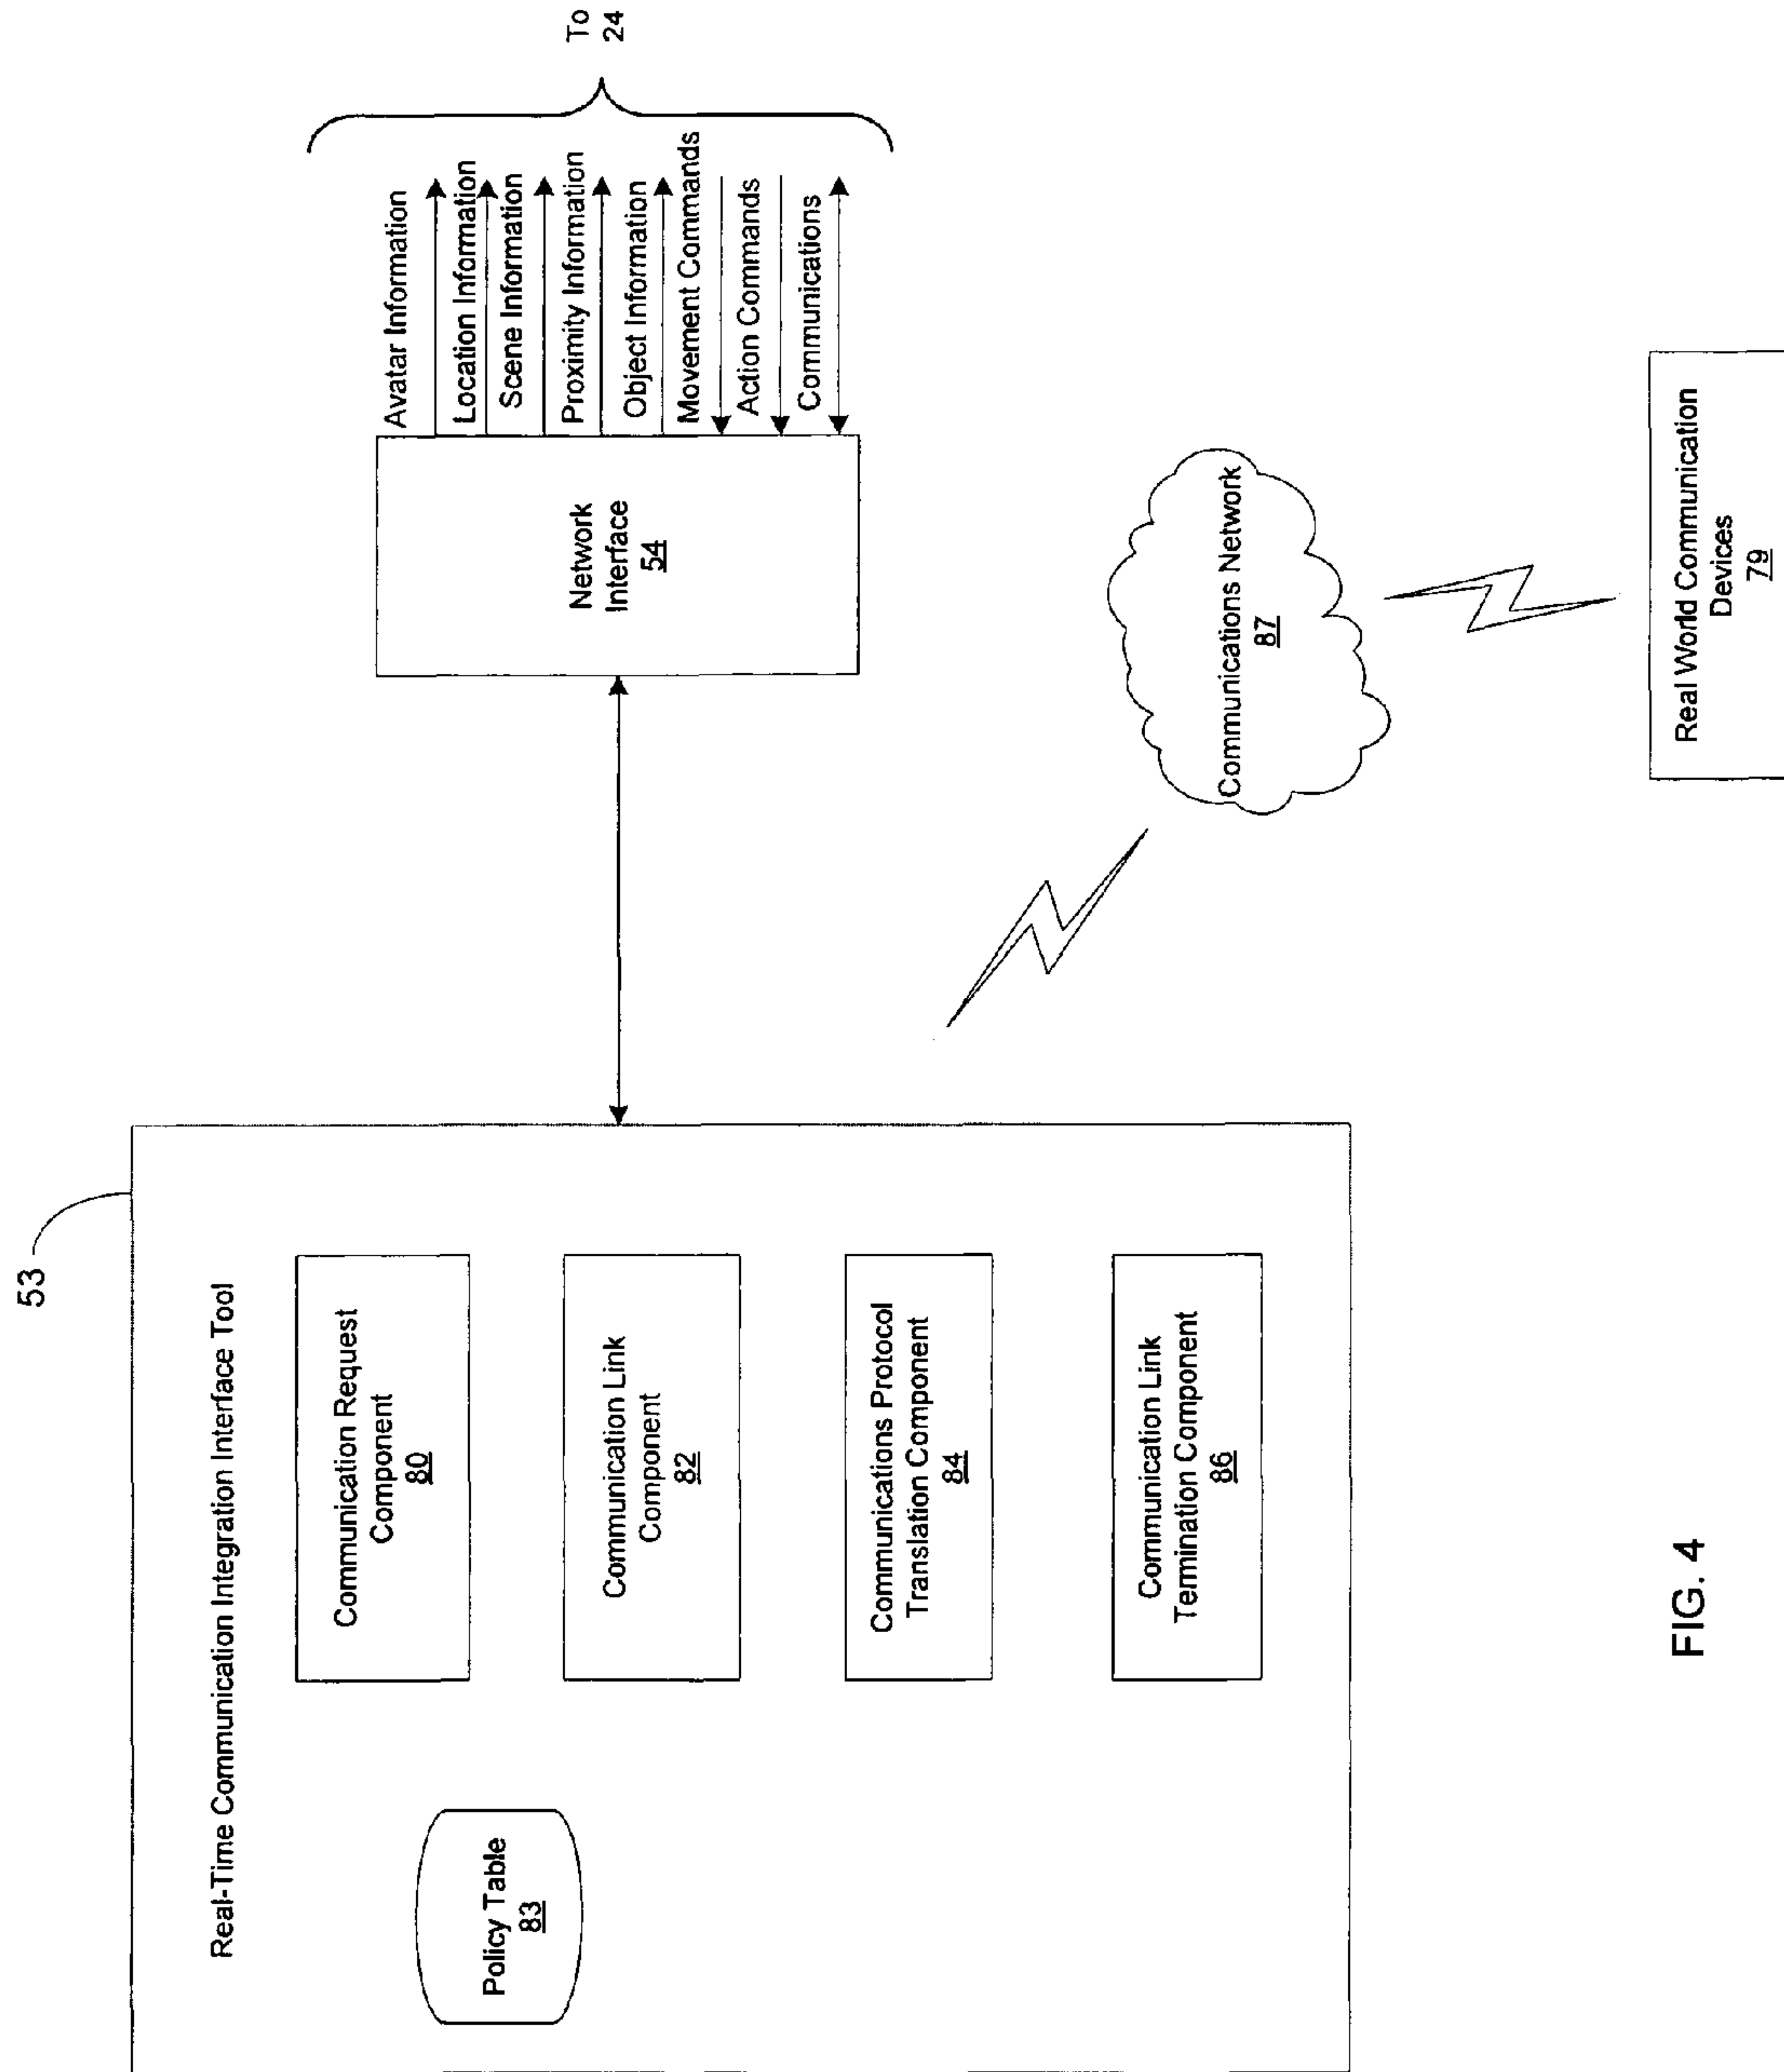 53
Real-Time Communication Integration Interface Tool
Policy Table
83
Communication Request
Component
80
Communication Link
Component
82
Communications Protocol
Translation Component
84
Communication Link
Termination Component
86
Network
Interface
54
Avatar Information
Location Information
Scene Information
Proximity Information
Object Information
Movement Commands
Action Commands
Communications
To
24
Communications Network
87
Real World Communication
Devices
79
FIG. 4